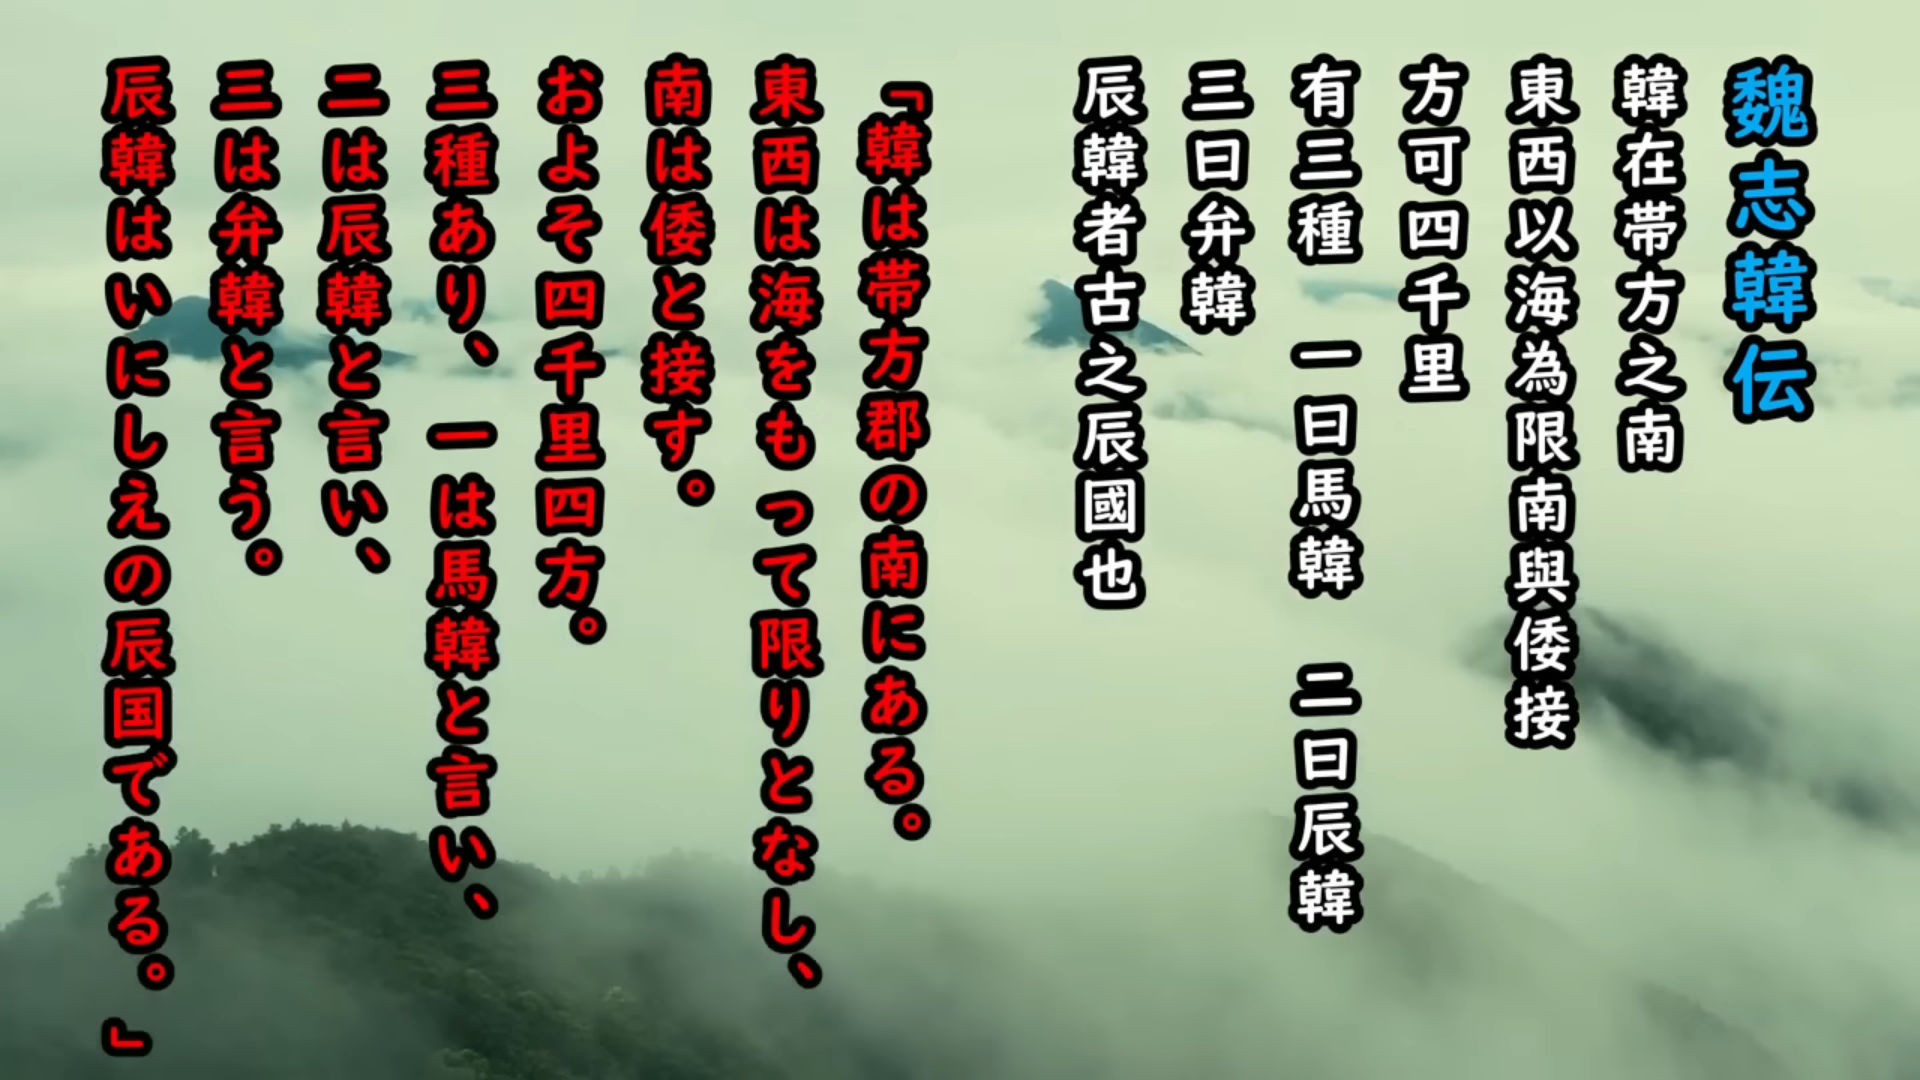 魏志韓伝
韓在帯方之南
東西以海為限南與倭接
方可四千里
有三種　一曰馬韓　二曰辰韓
三曰弁韓
辰韓者古之辰國也
「韓は帯方郡の南にある。
東西は海をもって限りとなし、
南は倭と接す。
およそ四千里四方。
三種あり、一は馬韓と言い、
二は辰韓と言い、
三は弁韓と言う。
辰韓はいにしえの辰国である。」